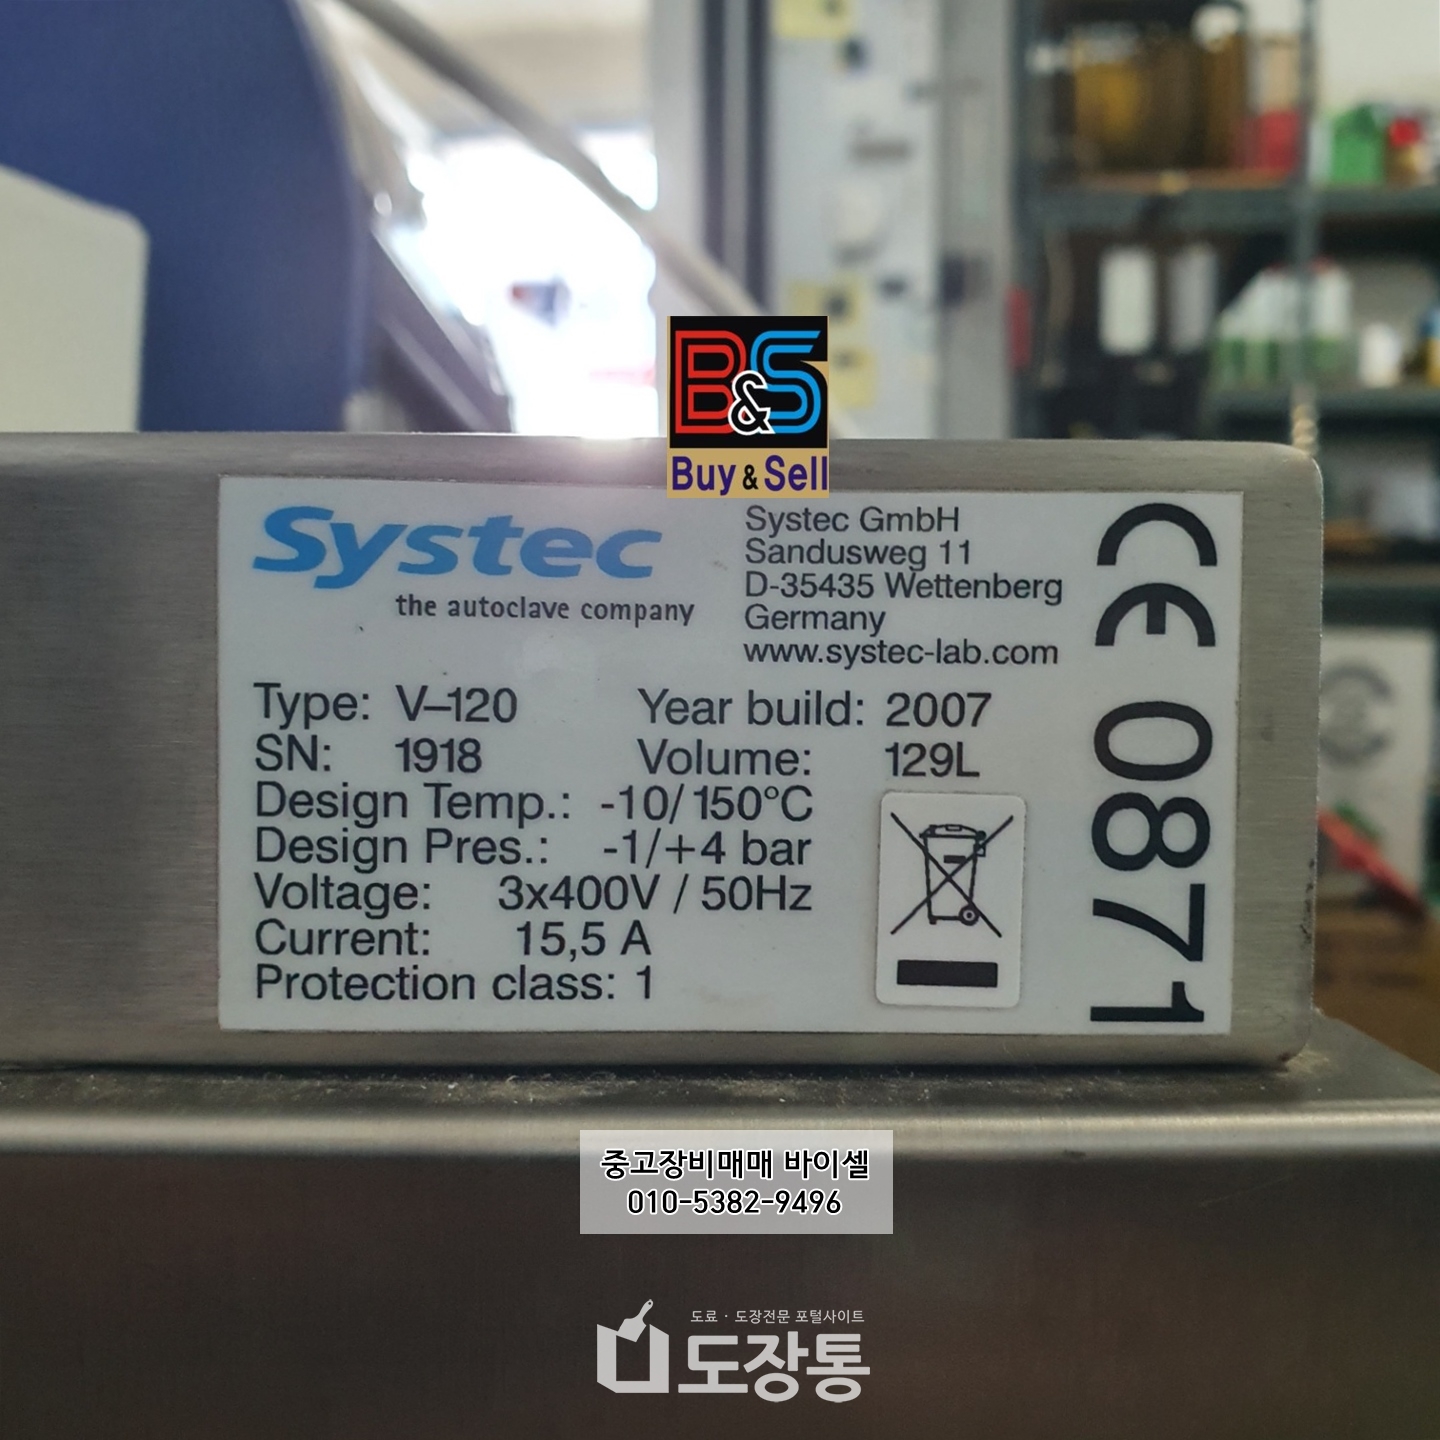 B&S
Buy & Sell
Systec
the autoclave company
Systec GmbH
Sandusweg 11
D-35435 Wettenberg
Germany
www.systec-lab.com
CE 0871
Type: V-120 Year build: 2007
SN: 1918 Volume: 129L
Design Temp.: -10/150°C
Design Pres.: -1/+4 bar
Voltage: 3x400V / 50Hz
Current: 15,5 A
Protection class: 1
중고장비매매 바이셀
010-5382-9496
도료 · 도장전문 포털사이트
도장통